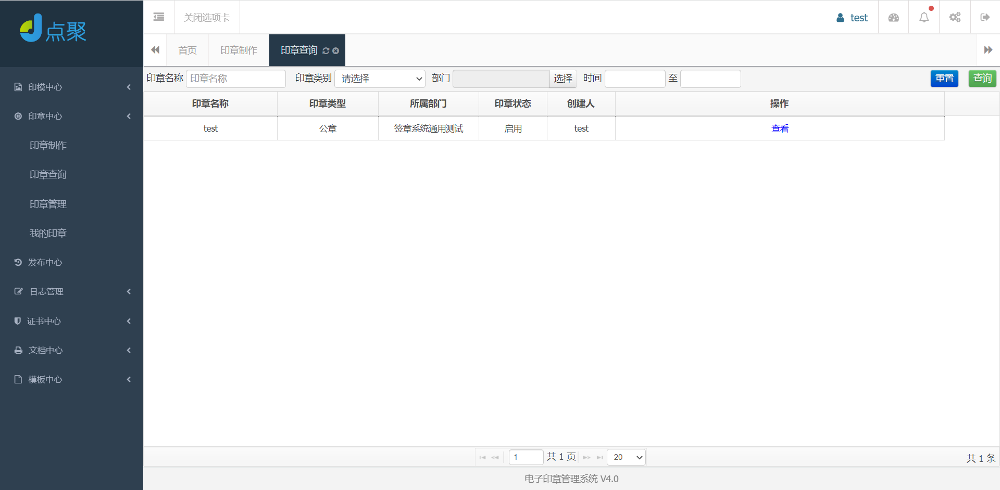 点聚
关闭选项卡
test
首页 印章制作 印章查询
印模中心
印章中心
印章制作
印章查询
印章管理
我的印章
发布中心
日志管理
证书中心
文档中心
模板中心
印章名称 印章名称 印章类别 请选择 部门 选择 时间 至 重置 查询
印章名称 印章类型 所属部门 印章状态 创建人 操作
test 公章 签章系统通用测试 启用 test 查看
1 共 1 页 20 共 1 条
电子印章管理系统 V4.0